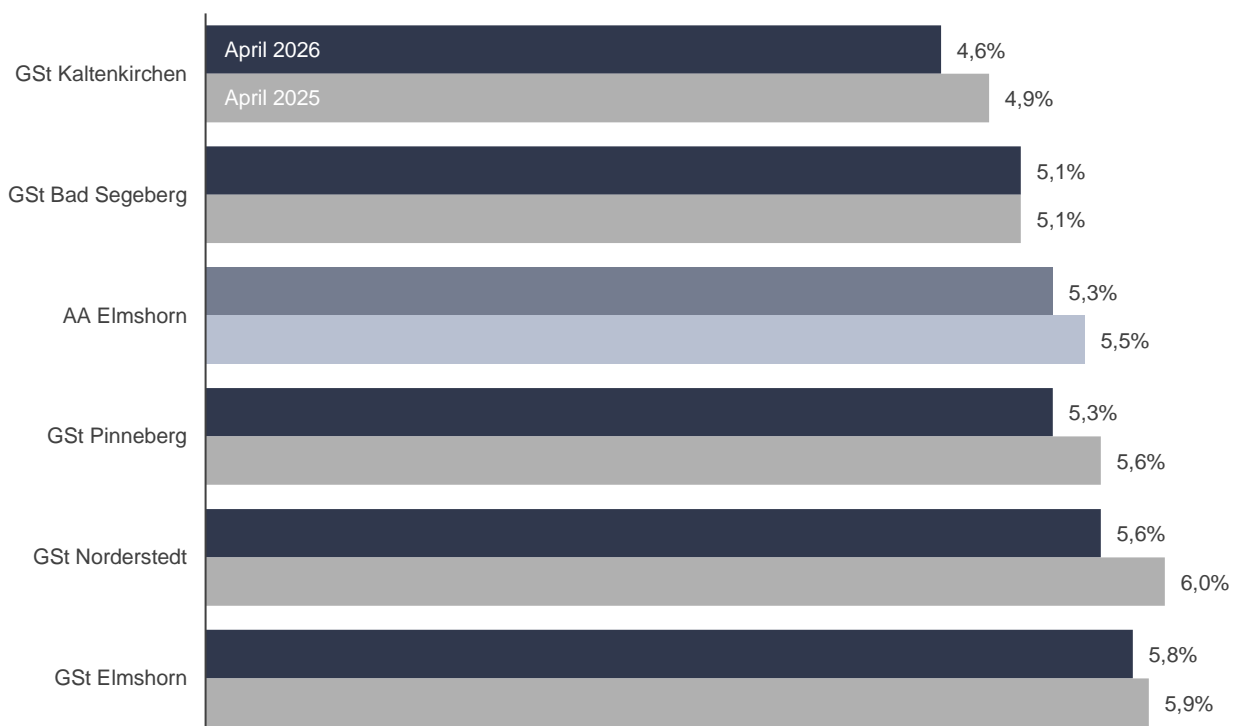 April 2026
4,6%
GSt Kaltenkirchen
April 2025
4,9%
5,1%
GSt Bad Segeberg
5,1%
5,3%
AA Elmshorn
5,5%
5,3%
GSt Pinneberg
5,6%
5,6%
GSt Norderstedt
6,0%
5,8%
GSt Elmshorn
5,9%